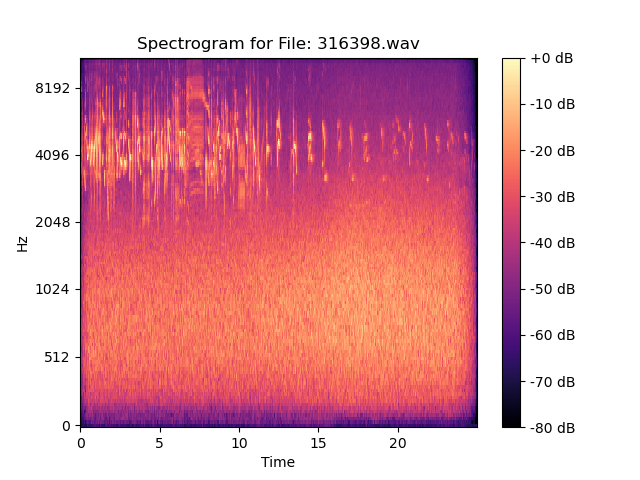 Spectrogram for File: 316398.wav
Hz
8192
4096
2048
1024
512
0
0 5 10 15 20
Time
+0 dB
-10 dB
-20 dB
-30 dB
-40 dB
-50 dB
-60 dB
-70 dB
-80 dB